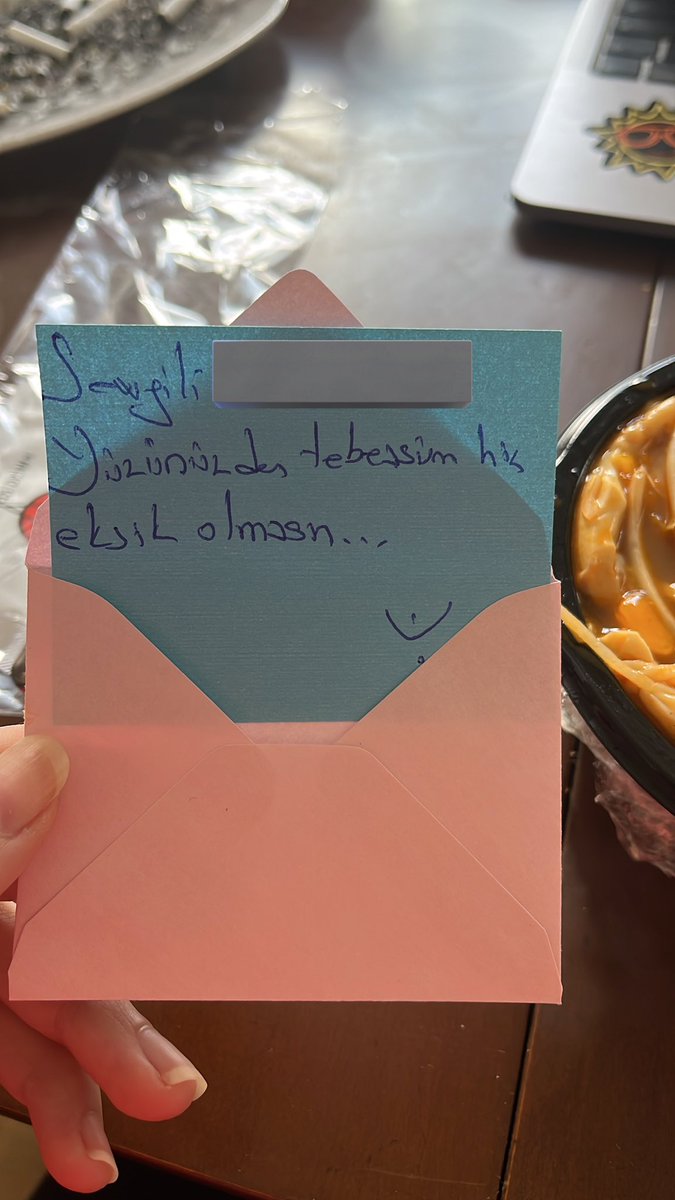 Sevgili
Yüzünüzden tebessüm hiç
eksik olmasın...